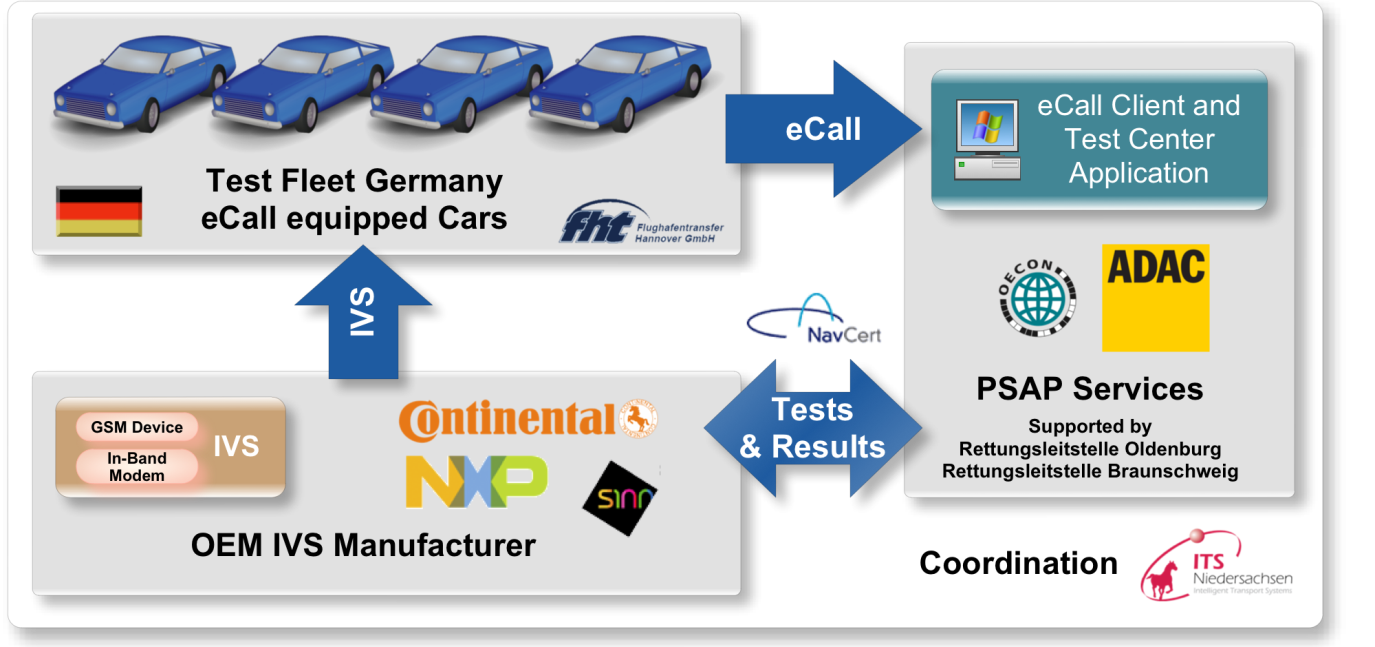 Test Fleet Germany
eCall equipped Cars
fht
Flughafentransfer
Hannover GmbH
eCall
eCall Client and
Test Center
Application
OECON
ADAC
PSAP Services
Supported by
Rettungsleitstelle Oldenburg
Rettungsleitstelle Braunschweig
IVS
NavCert
Tests
& Results
GSM Device
In-Band
Modem
IVS
Continental
NXP
sinn
OEM IVS Manufacturer
Coordination
ITS
Niedersachsen
Intelligent Transport Systems